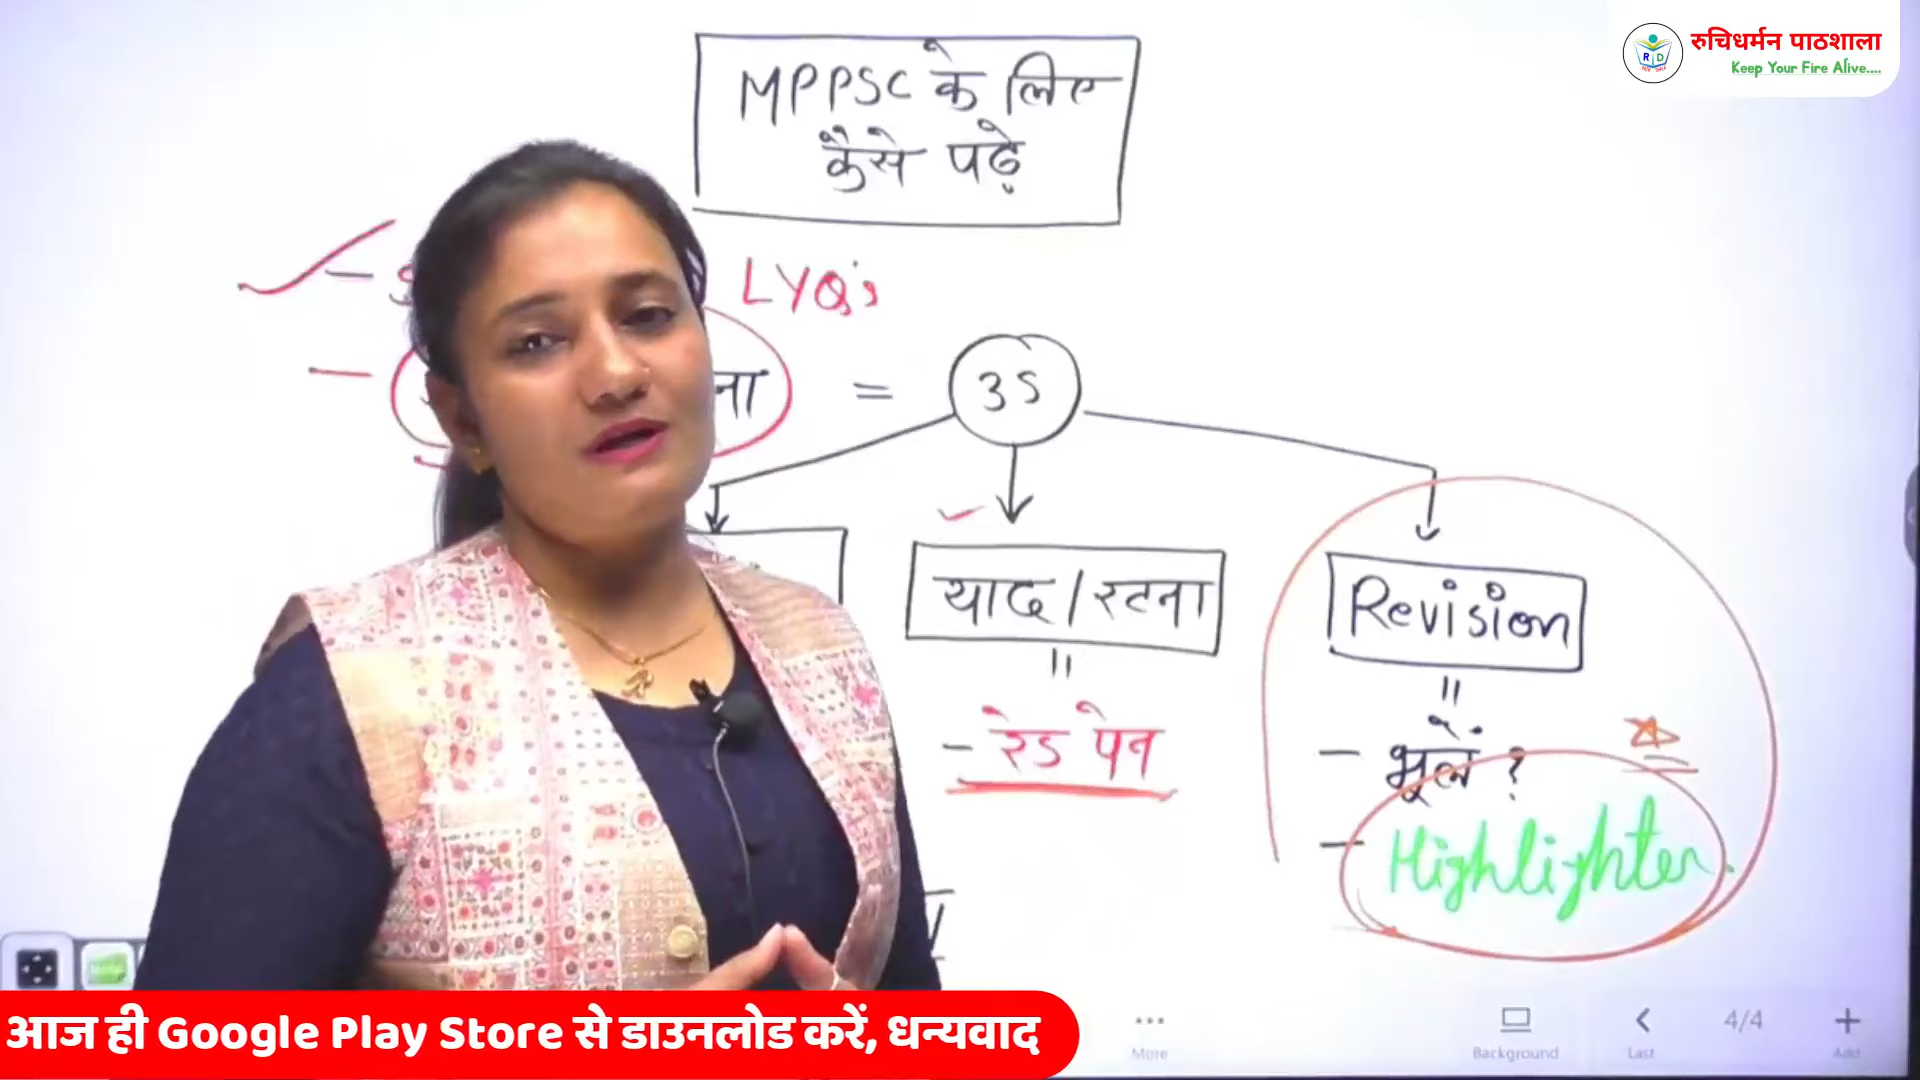 रुचिधर्मन पाठशाला
Keep Your Fire Alive....
RD
MPPSC के लिए
कैसे पढ़े
LYQ's
ना = 3S
याद/रटना
Revision
- रेड पेन
- भूलें ?
- Highlighter
आज ही Google Play Store से डाउनलोड करें, धन्यवाद
More
Background
Last
4/4
Add